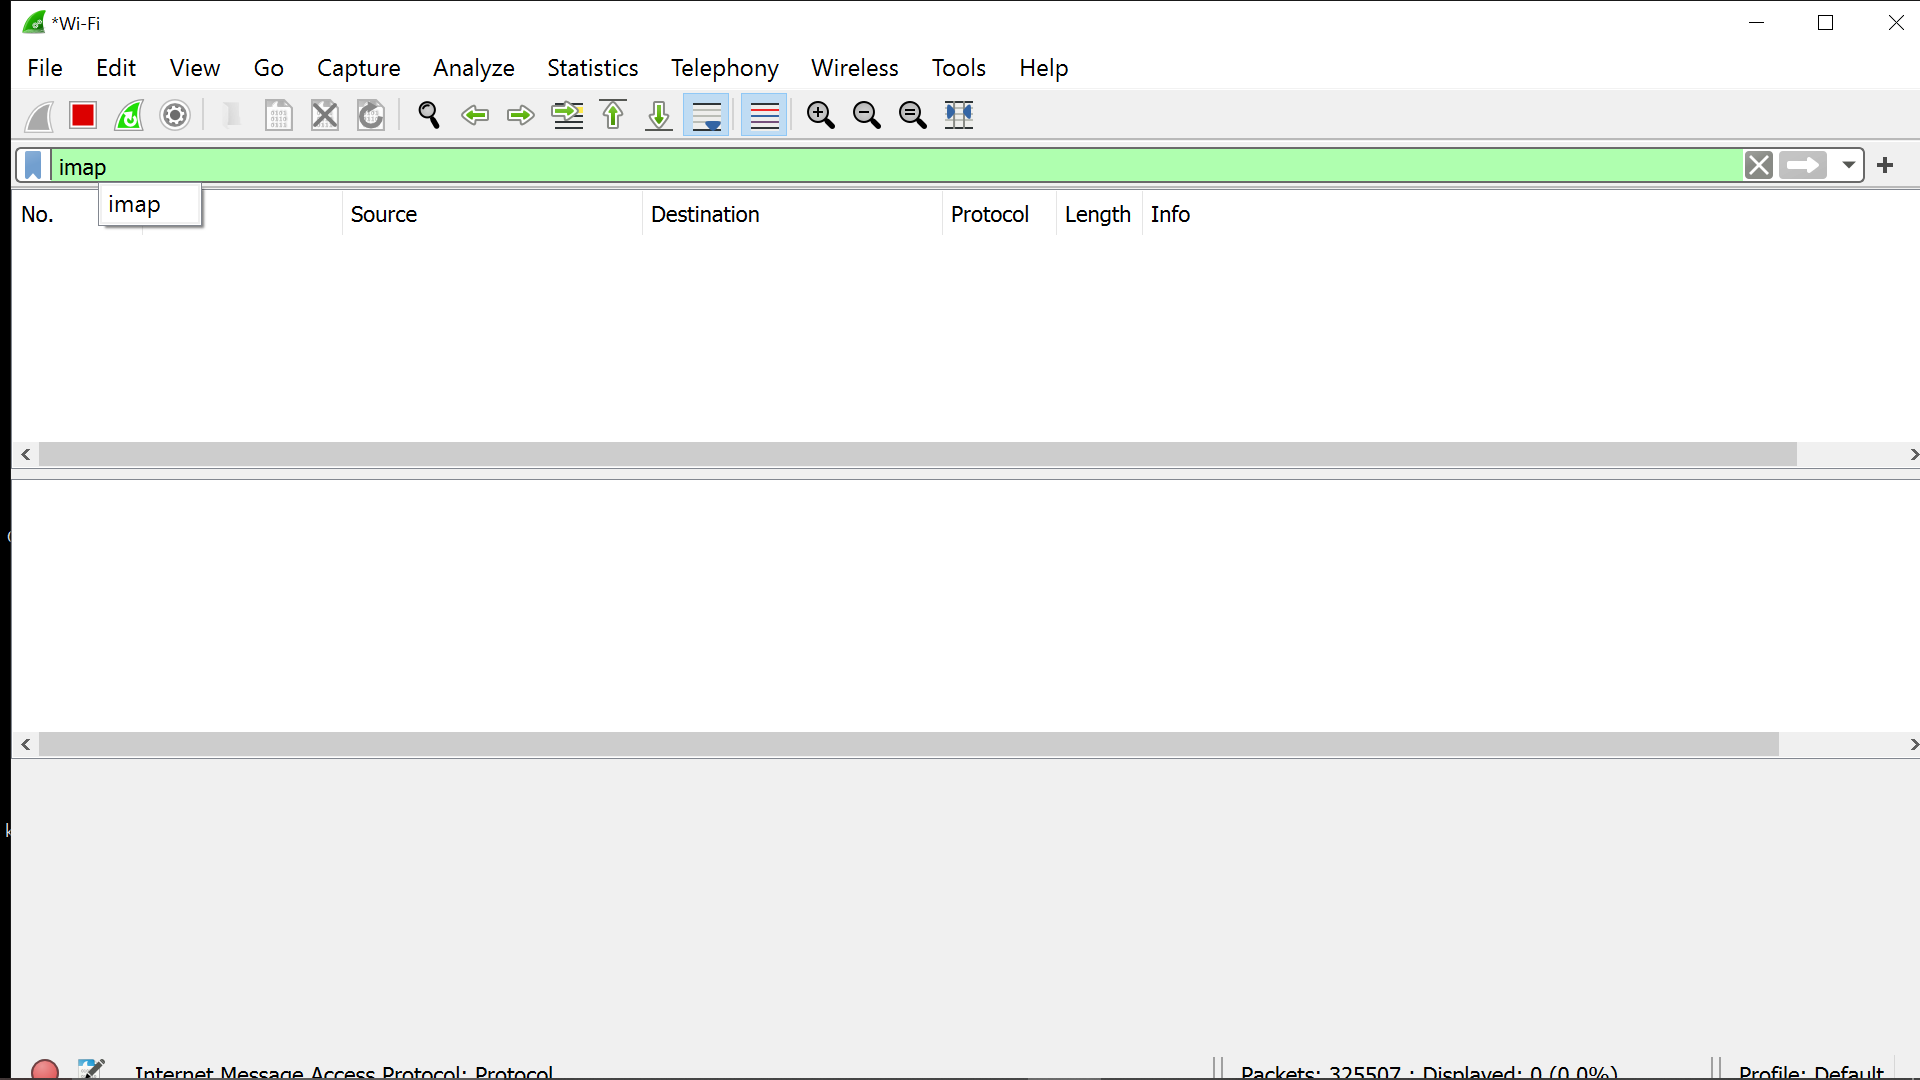 *Wi-Fi
File Edit View Go Capture Analyze Statistics Telephony Wireless Tools Help
imap
imap
No. Source Destination Protocol Length Info
Internet Message Access Protocol: Protocol
Packets: 325507 · Displayed: 0 (0.0%)
Profile: Default